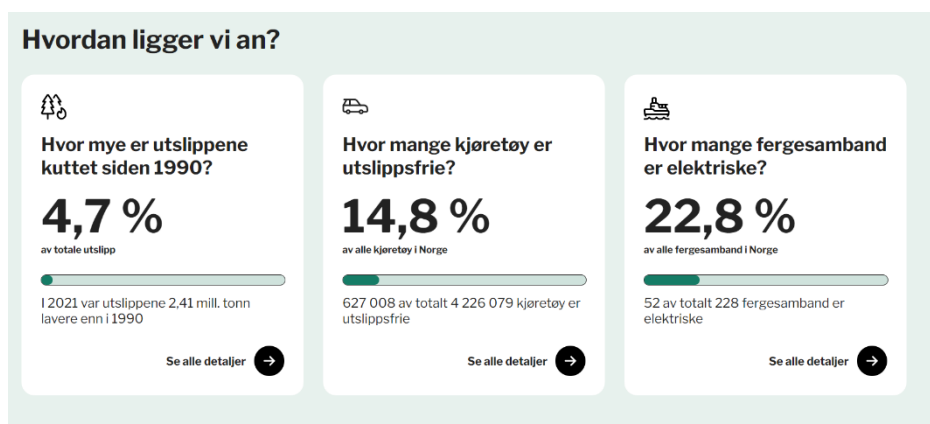 Hvordan ligger vi an?
Hvor mye er utslippene
kuttet siden 1990?
4,7 %
av totale utslipp
I 2021 var utslippene 2,41 mill. tonn
lavere enn i 1990
Se alle detaljer
Hvor mange kjøretøy er
utslippsfrie?
14,8 %
av alle kjøretøy i Norge
627 008 av totalt 4 226 079 kjøretøy er
utslippsfrie
Se alle detaljer
Hvor mange fergesamband
er elektriske?
22,8 %
av alle fergesamband i Norge
52 av totalt 228 fergesamband er
elektriske
Se alle detaljer